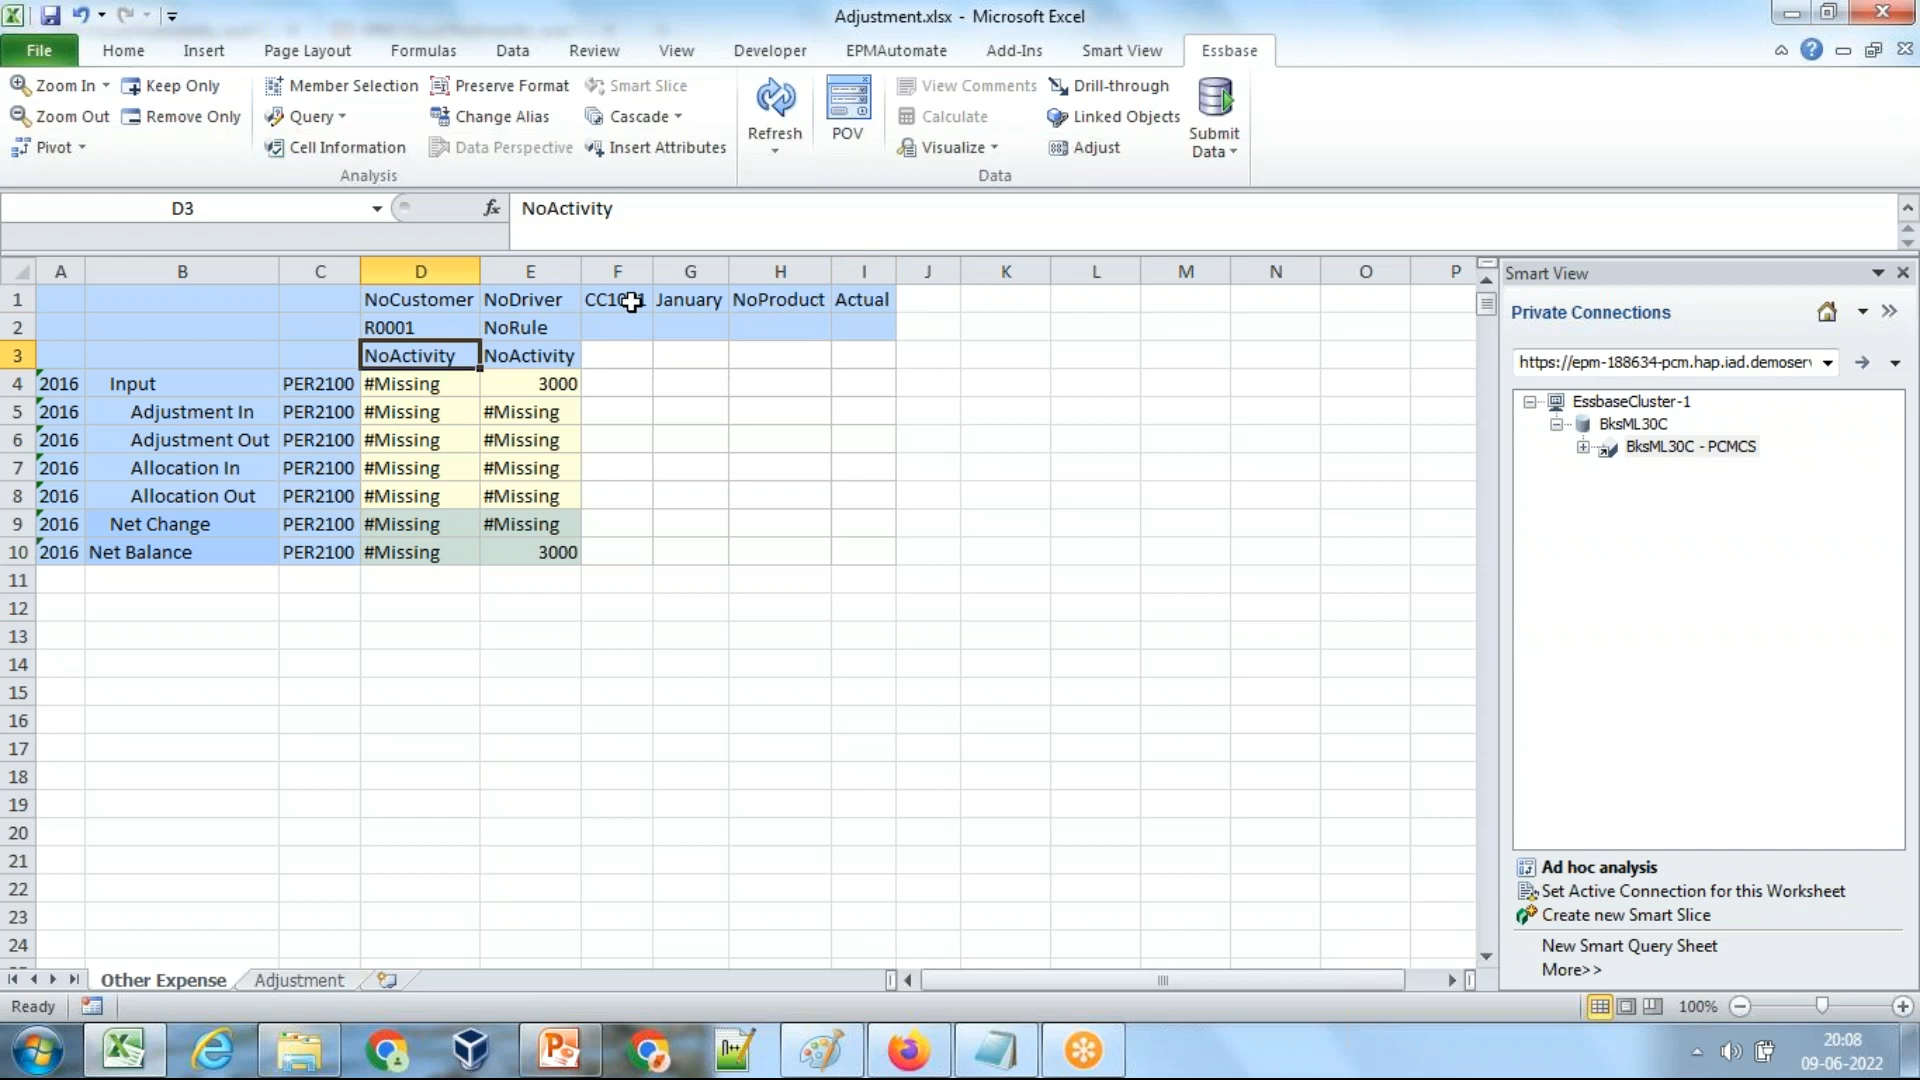 Adjustment.xlsx - Microsoft Excel
File Home Insert Page Layout Formulas Data Review View Developer EPMAutomate Add-Ins Smart View Essbase
Zoom In Keep Only Member Selection Preserve Format Smart Slice View Comments Drill-through
Zoom Out Remove Only Query Change Alias Cascade Refresh POV Calculate Linked Objects Submit Data
Pivot Cell Information Data Perspective Insert Attributes Visualize Adjust
Analysis Data
D3 fx NoActivity
A B C D E F G H I J K L M N O P
1 NoCustomer NoDriver January NoProduct Actual
2 R0001 NoRule
3 NoActivity NoActivity
4 2016 Input PER2100 #Missing 3000
5 2016 Adjustment In PER2100 #Missing #Missing
6 2016 Adjustment Out PER2100 #Missing #Missing
7 2016 Allocation In PER2100 #Missing #Missing
8 2016 Allocation Out PER2100 #Missing #Missing
9 2016 Net Change PER2100 #Missing #Missing
10 2016 Net Balance PER2100 #Missing 3000
11
12
13
14
15
16
17
18
19
20
21
22
23
24
Smart View
Private Connections
https://epm-188634-pcm.hap.iad.demoser
EssbaseCluster-1
BksML30C
BksML30C - PCMCS
Ad hoc analysis
Set Active Connection for this Worksheet
Create new Smart Slice
New Smart Query Sheet
More>>
Other Expense Adjustment
Ready 100%
20:08
09-06-2022